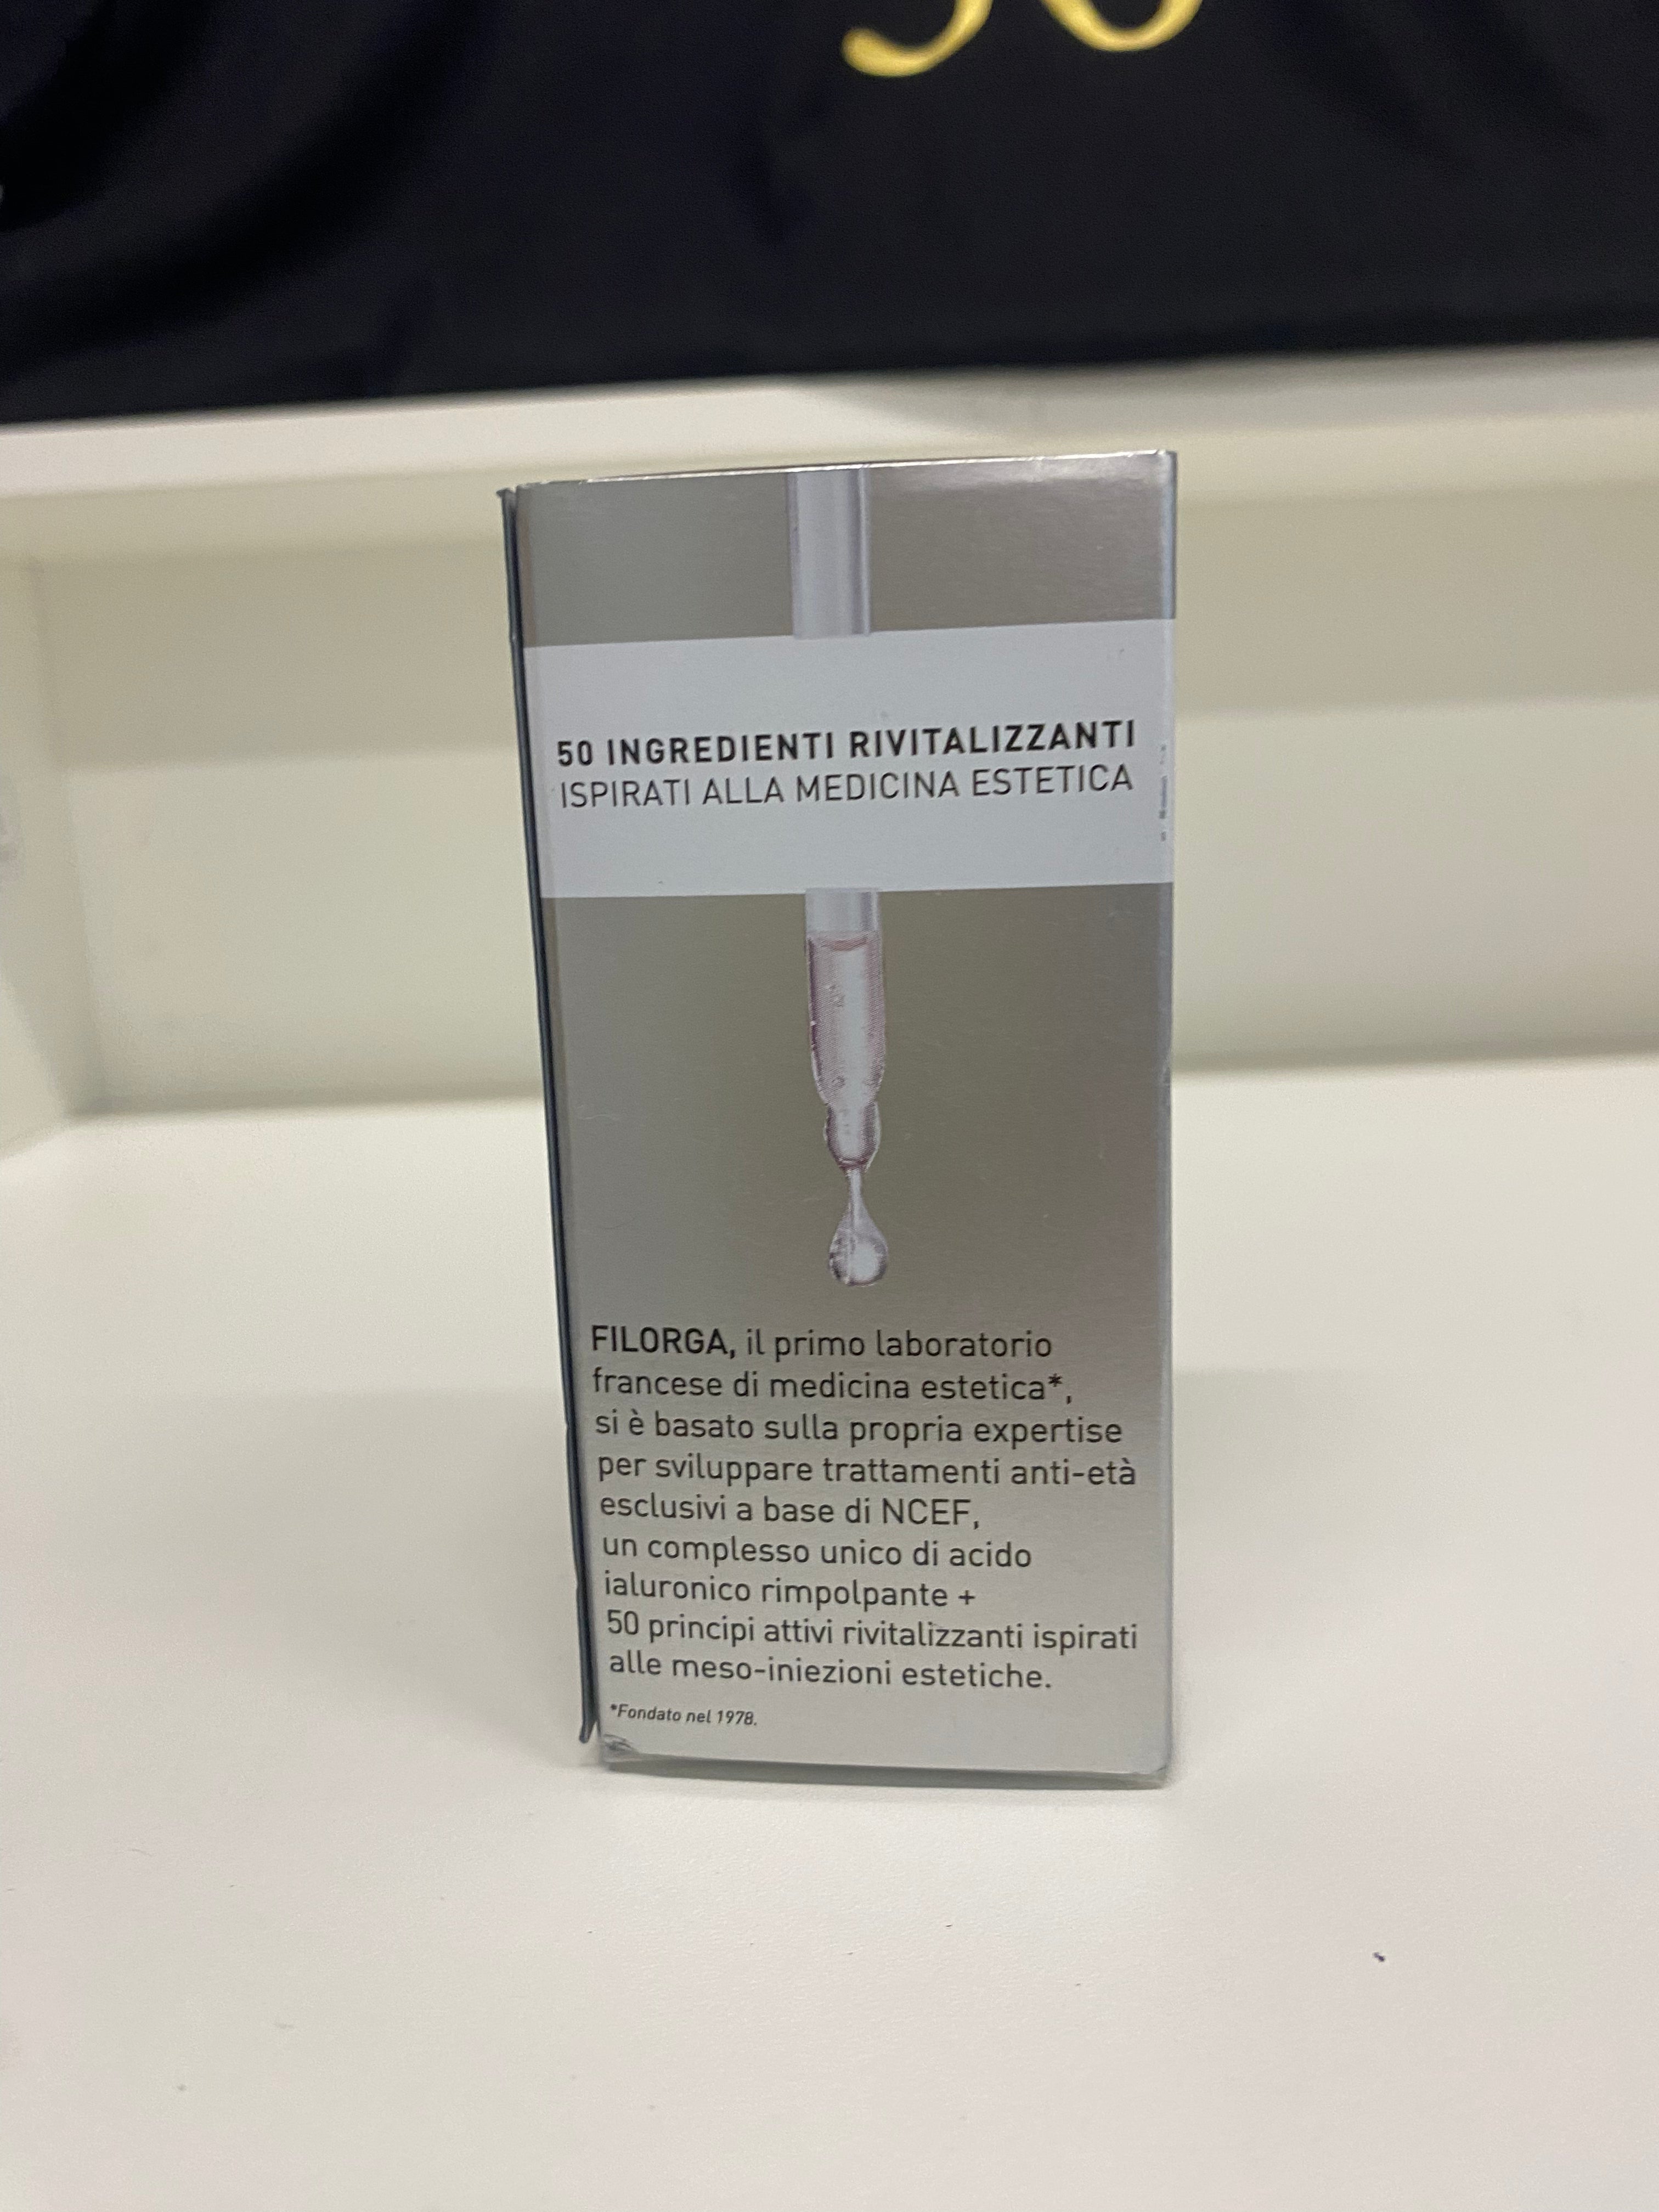 50 INGREDIENTI RIVITALIZZANTI
ISPIRATI ALLA MEDICINA ESTETICA
FILORGA, il primo laboratorio
francese di medicina estetica*,
si è basato sulla propria expertise
per sviluppare trattamenti anti-età
esclusivi a base di NCEF,
un complesso unico di acido
ialuronico rimpolpante +
50 principi attivi rivitalizzanti ispirati
alle meso-iniezioni estetiche.
*Fondato nel 1978.